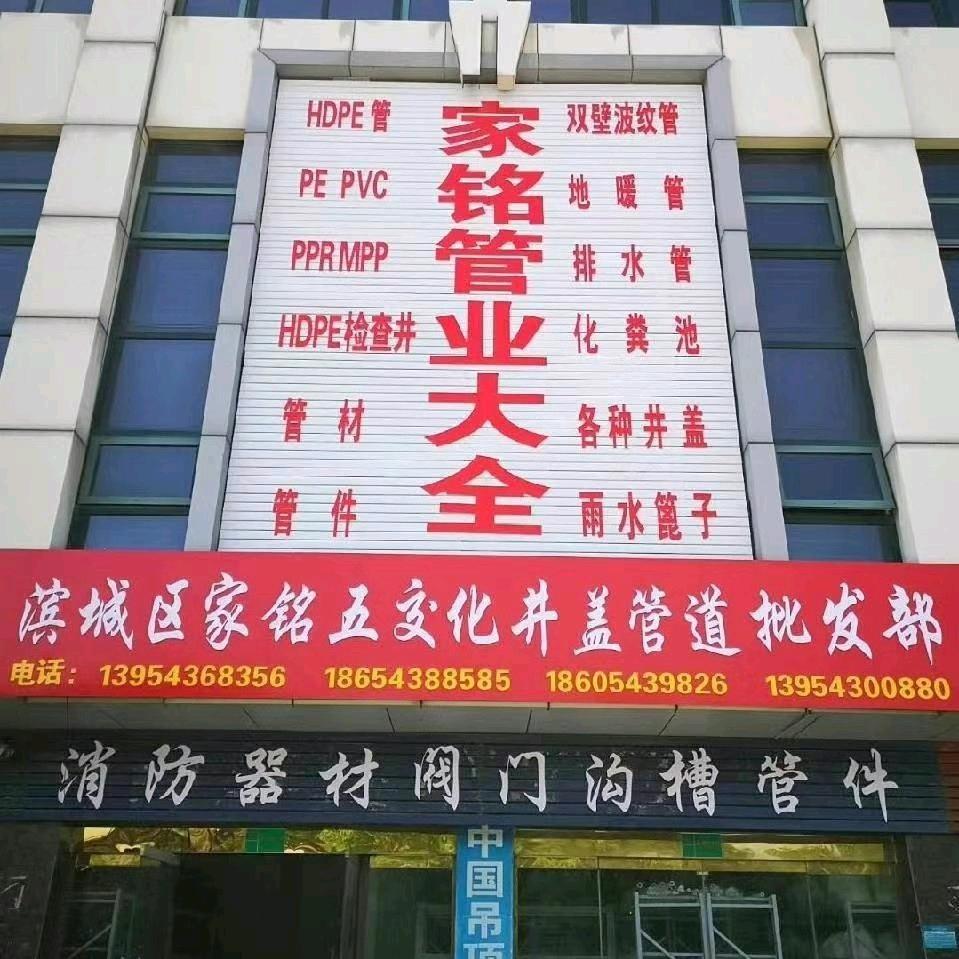 家铭管业大全
HDPE管
PE PVC
PPR MPP
HDPE检查井
管材
管件
双壁波纹管
地暖管
排水管
化粪池
各种井盖
雨水篦子
滨城区家铭五交化井盖管道批发部
电话：13954368356 18654388585 18605439826 13954300880
消防器材阀门沟槽管件
中国吊顶